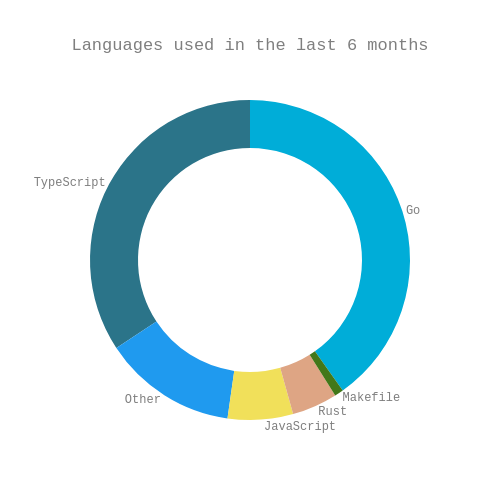 Languages used in the last 6 months
TypeScript
Go
Other
Makefile
Rust
JavaScript